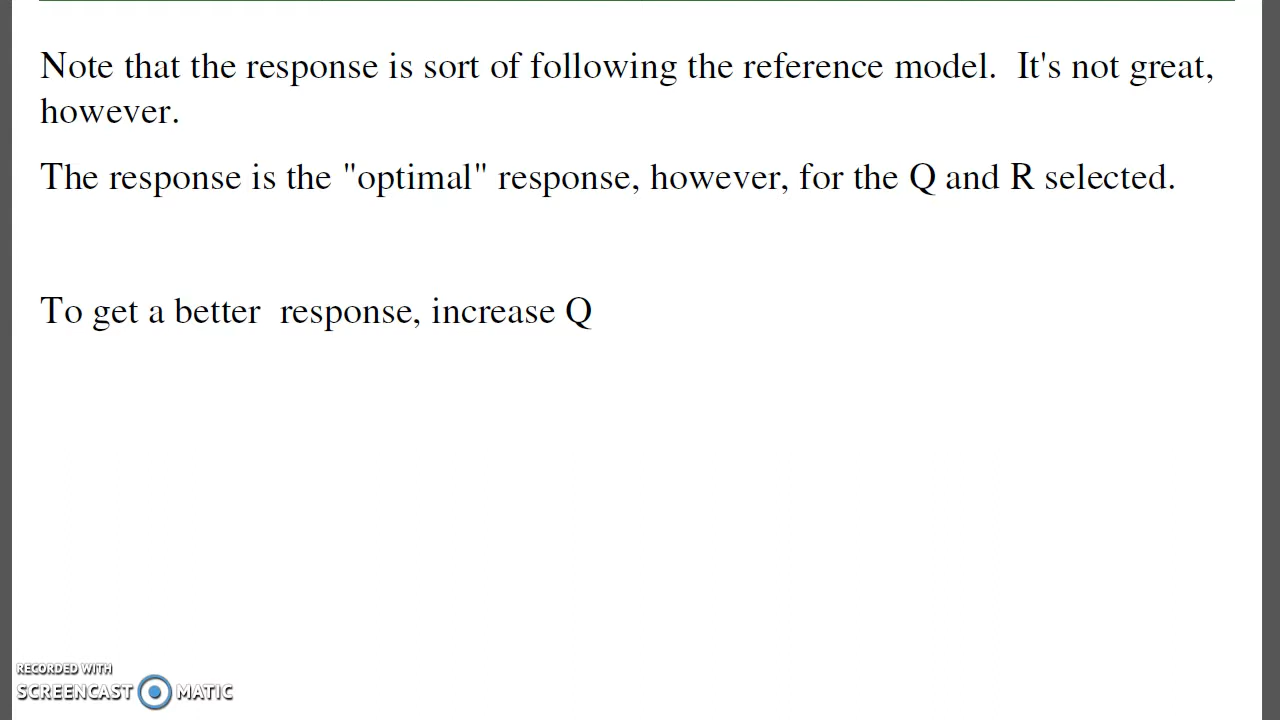 Note that the response is sort of following the reference model.  It's not great,
however.
The response is the "optimal" response, however, for the Q and R selected.
To get a better  response, increase Q
RECORDED WITH
SCREENCAST MATIC